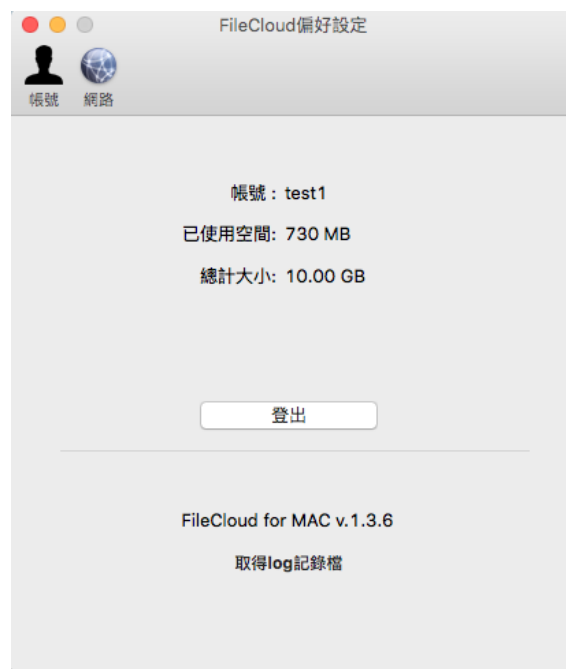 FileCloud偏好設定
帳號 網路
帳號：test1
已使用空間: 730 MB
總計大小: 10.00 GB
登出
FileCloud for MAC v.1.3.6
取得log記錄檔